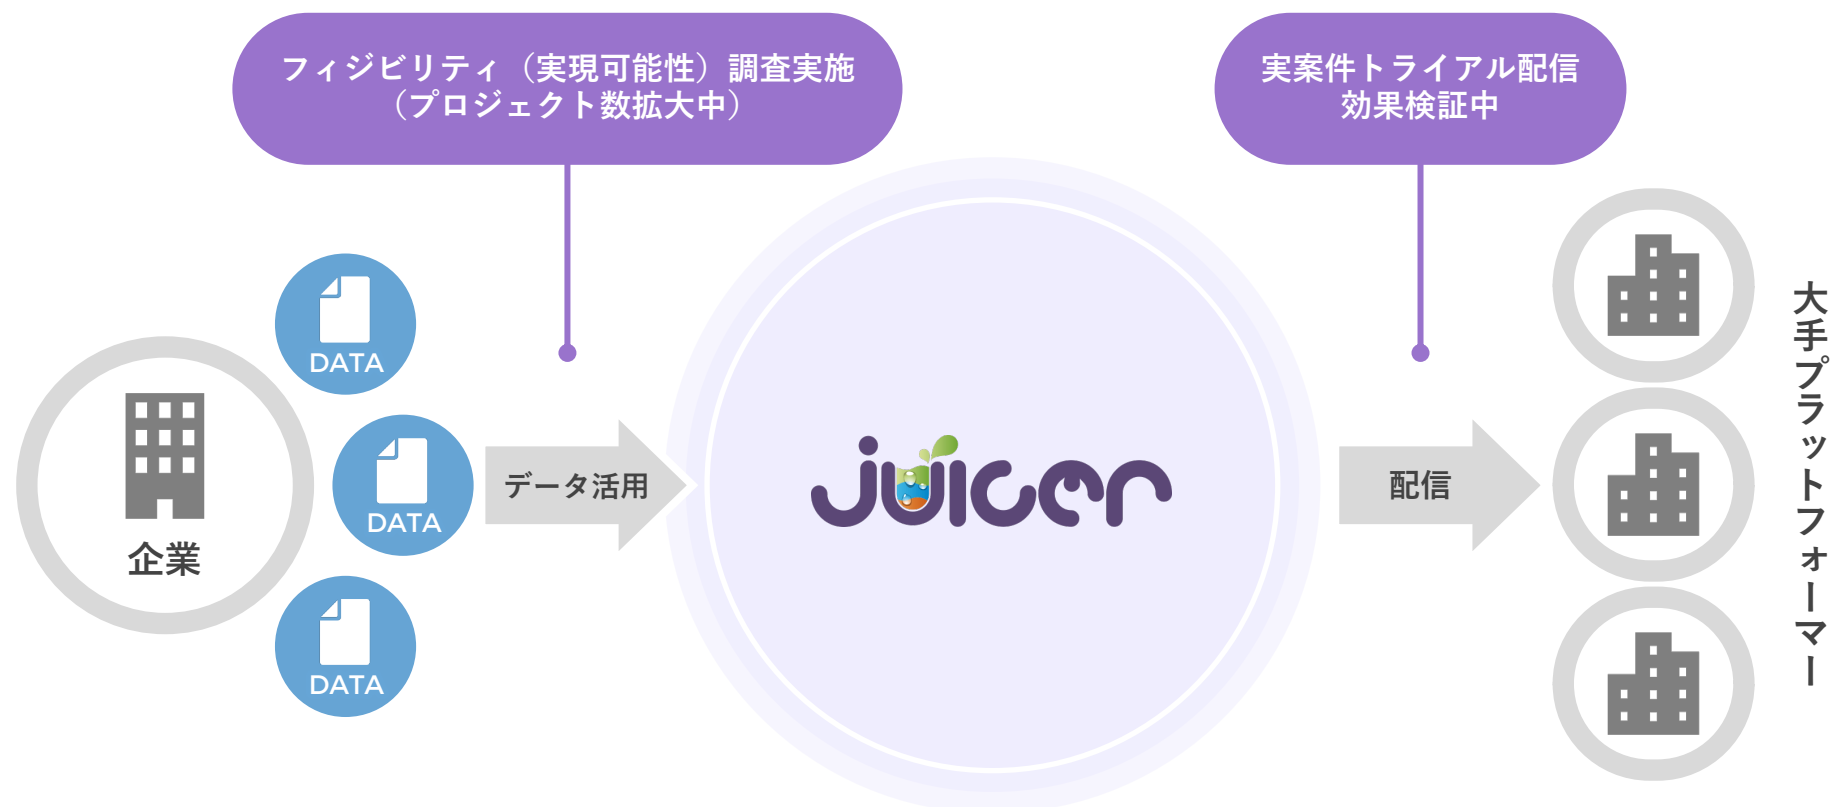 フィジビリティ（実現可能性）調査実施
（プロジェクト数拡大中）
実案件トライアル配信
効果検証中
DATA
DATA
DATA
企業
データ活用
juicer
配信
大手プラットフォーマー